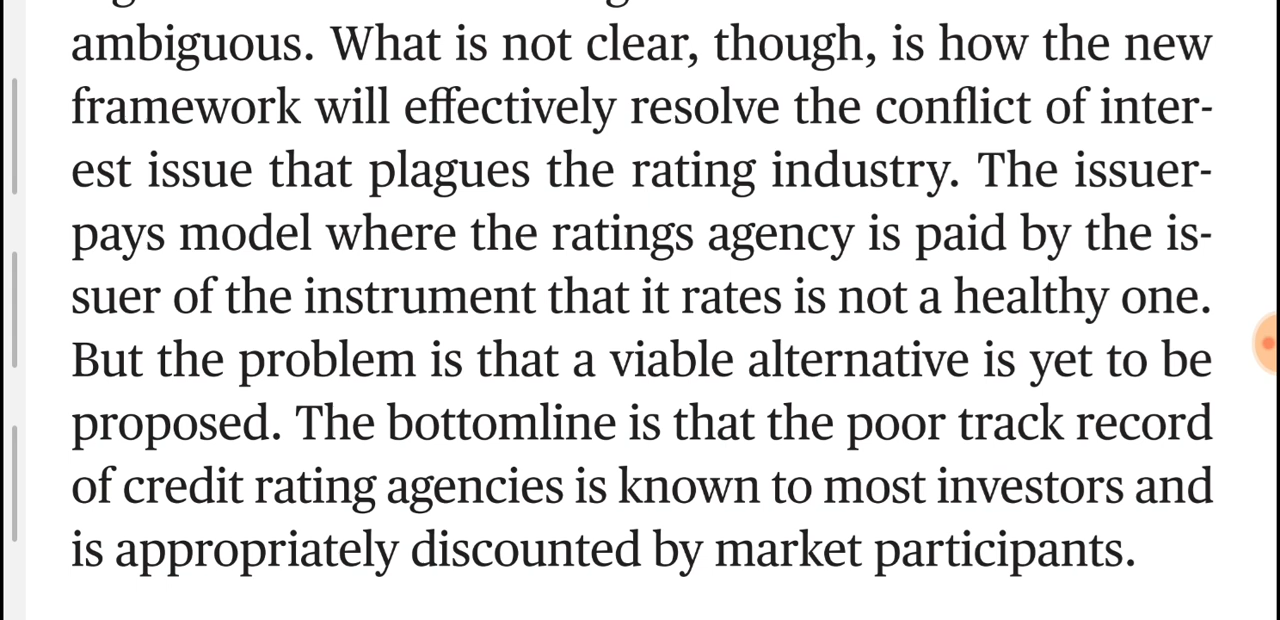 ambiguous. What is not clear, though, is how the new
framework will effectively resolve the conflict of inter-
est issue that plagues the rating industry. The issuer-
pays model where the ratings agency is paid by the is-
suer of the instrument that it rates is not a healthy one.
But the problem is that a viable alternative is yet to be
proposed. The bottomline is that the poor track record
of credit rating agencies is known to most investors and
is appropriately discounted by market participants.